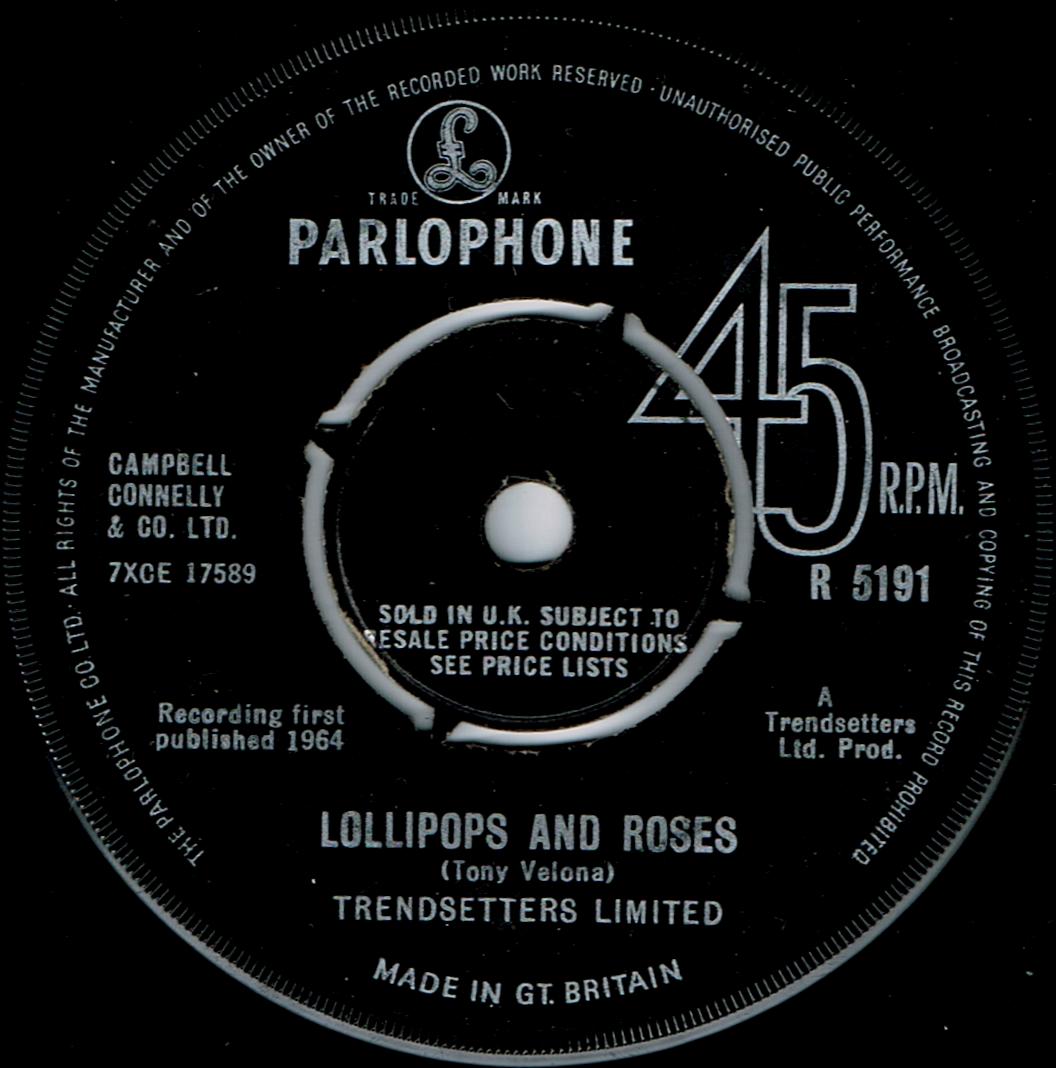 THE PARLOPHONE CO LTD. ALL RIGHTS OF THE MANUFACTURER AND OF THE OWNER OF THE RECORDED WORK RESERVED · UNAUTHORISED PUBLIC PERFORMANCE BROADCASTING AND COPYING OF THIS RECORD PROHIBITED
£
TRADE MARK
PARLOPHONE
45
R.P.M.
R 5191
CAMPBELL
CONNELLY
& CO. LTD.
7XCE 17589
SOLD IN U.K. SUBJECT TO
RESALE PRICE CONDITIONS
SEE PRICE LISTS
Recording first
published 1964
A
Trendsetters
Ltd. Prod.
LOLLIPOPS AND ROSES
(Tony Velona)
TRENDSETTERS LIMITED
MADE IN GT. BRITAIN